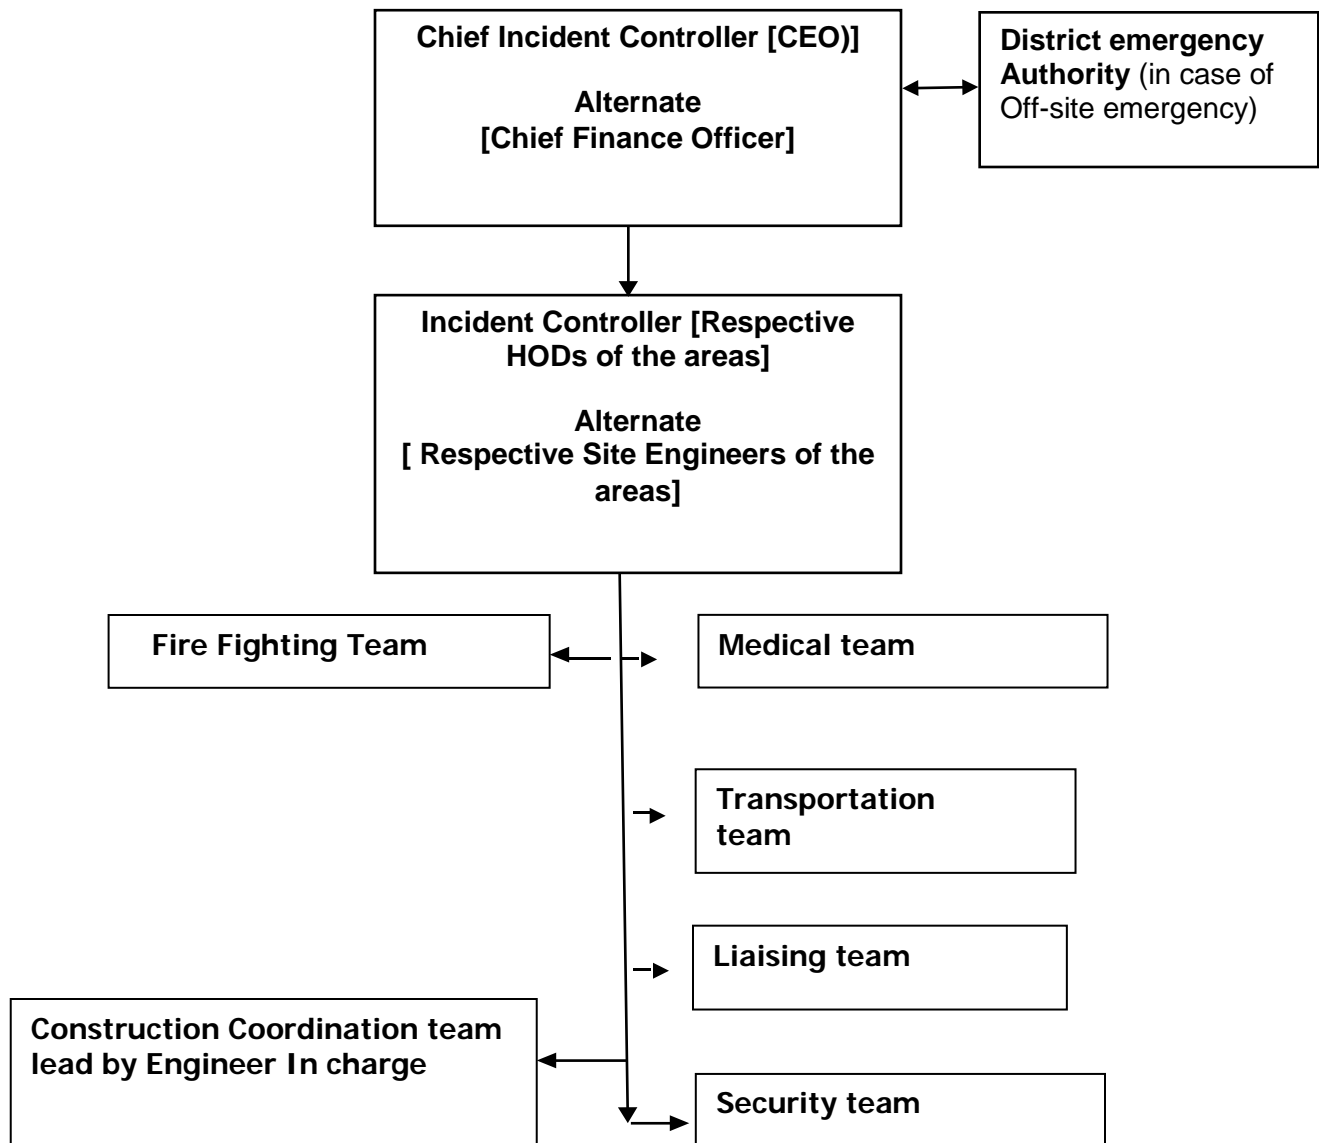 Chief Incident Controller [CEO)]
Alternate
[Chief Finance Officer]
District emergency
Authority (in case of
Off-site emergency)
Incident Controller [Respective
HODs of the areas]
Alternate
[ Respective Site Engineers of the
areas]
Fire Fighting Team
Medical team
Transportation
team
Liaising team
Construction Coordination team
lead by Engineer In charge
Security team